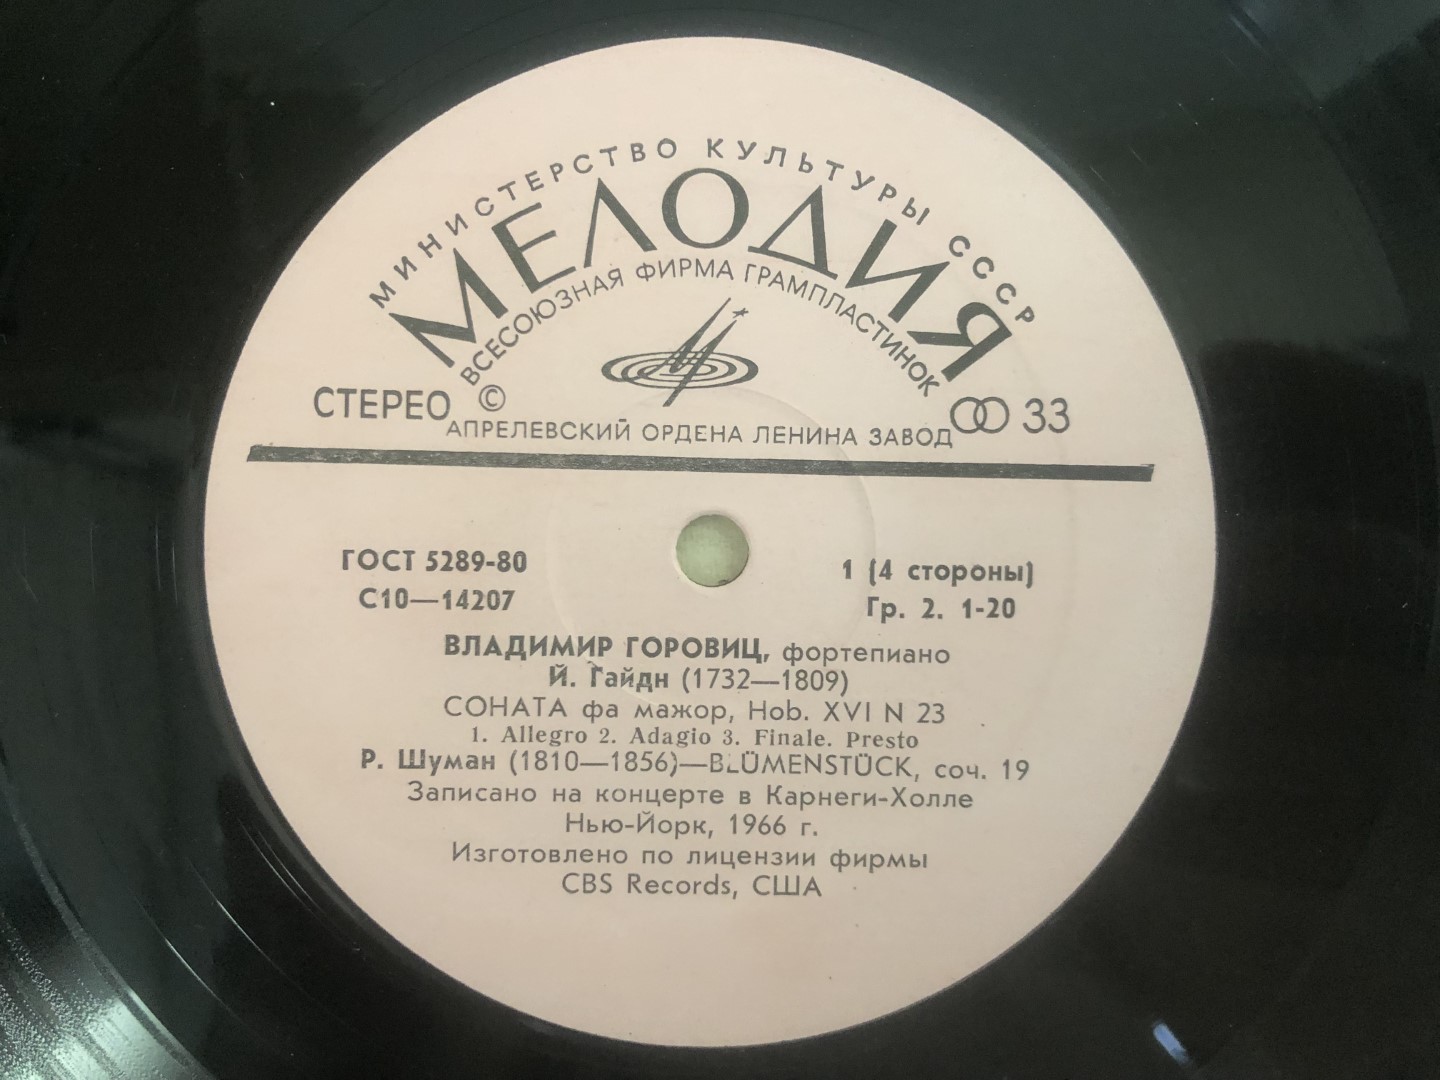 МИНИСТЕРСТВО КУЛЬТУРЫ СССР
МЕЛОДИЯ
ВСЕСОЮЗНАЯ ФИРМА ГРАМПЛАСТИНОК
СТЕРЕО © 33
АПРЕЛЕВСКИЙ ОРДЕНА ЛЕНИНА ЗАВОД
ГОСТ 5289-80 1 (4 стороны)
С10—14207 Гр. 2. 1-20
ВЛАДИМИР ГОРОВИЦ, фортепиано
Й. Гайдн (1732—1809)
СОНАТА фа мажор, Hob. XVI N 23
1. Allegro 2. Adagio 3. Finale. Presto
Р. Шуман (1810—1856)—BLÜMENSTÜCK, соч. 19
Записано на концерте в Карнеги-Холле
Нью-Йорк, 1966 г.
Изготовлено по лицензии фирмы
CBS Records, США